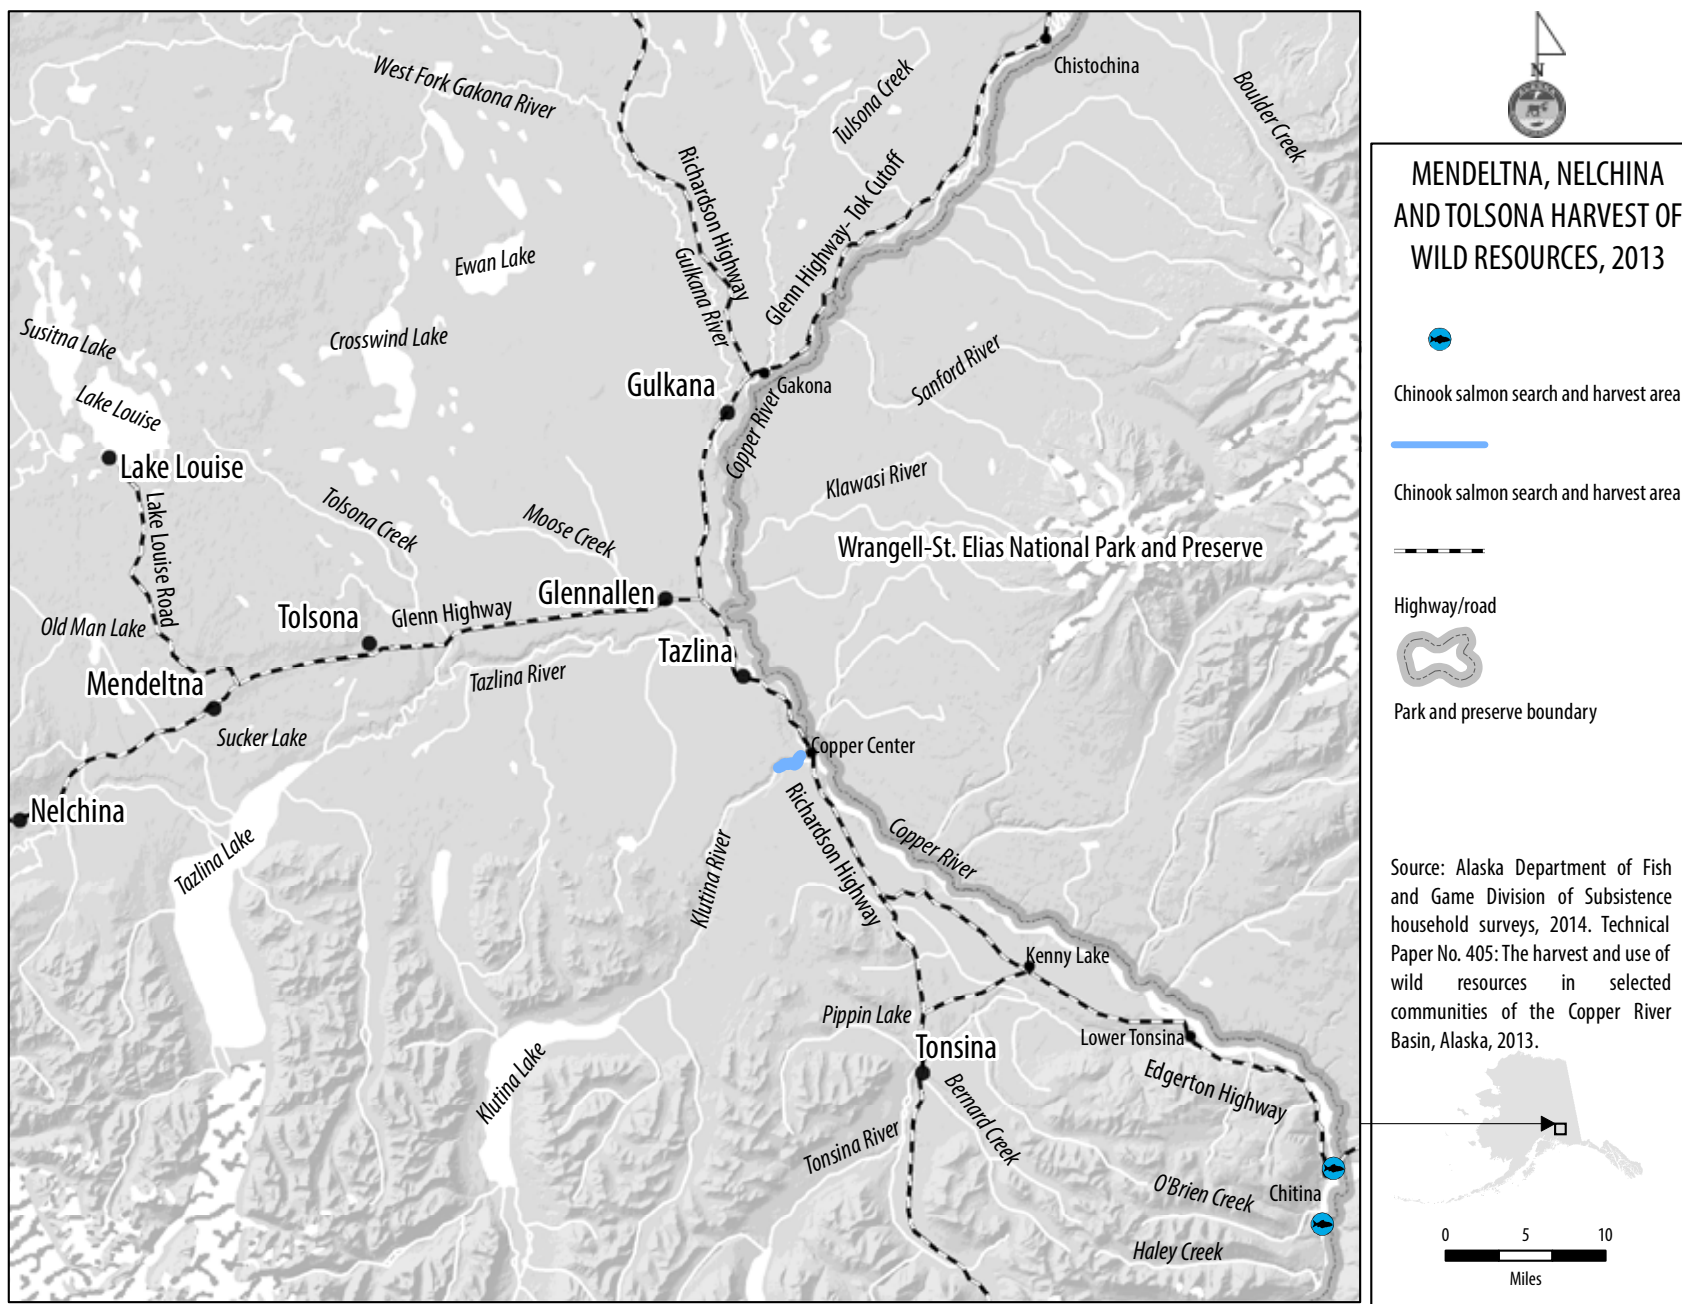 West Fork Gakona River
Tulsona Creek
Chistochina
Boulder Creek
Richardson Highway
Gulkana River
Glenn Highway- Tok Cutoff
Ewan Lake
Crosswind Lake
Susitna Lake
Lake Louise
Sanford River
Gulkana
Gakona
Copper River
Lake Louise
Lake Louise Road
Tolsona Creek
Moose Creek
Klawasi River
Wrangell-St. Elias National Park and Preserve
Glennallen
Glenn Highway
Tolsona
Old Man Lake
Mendeltna
Tazlina
Tazlina River
Sucker Lake
Copper Center
Nelchina
Tazlina Lake
Klutina River
Richardson Highway
Copper River
Kenny Lake
Pippin Lake
Lower Tonsina
Tonsina
Edgerton Highway
Klutina Lake
Bernard Creek
Tonsina River
O'Brien Creek
Chitina
Haley Creek
N
MENDELTNA, NELCHINA
AND TOLSONA HARVEST OF
WILD RESOURCES, 2013
Chinook salmon search and harvest area
Chinook salmon search and harvest area
Highway/road
Park and preserve boundary
Source: Alaska Department of Fish
and Game Division of Subsistence
household surveys, 2014. Technical
Paper No. 405: The harvest and use of
wild resources in selected
communities of the Copper River
Basin, Alaska, 2013.
0 5 10
Miles